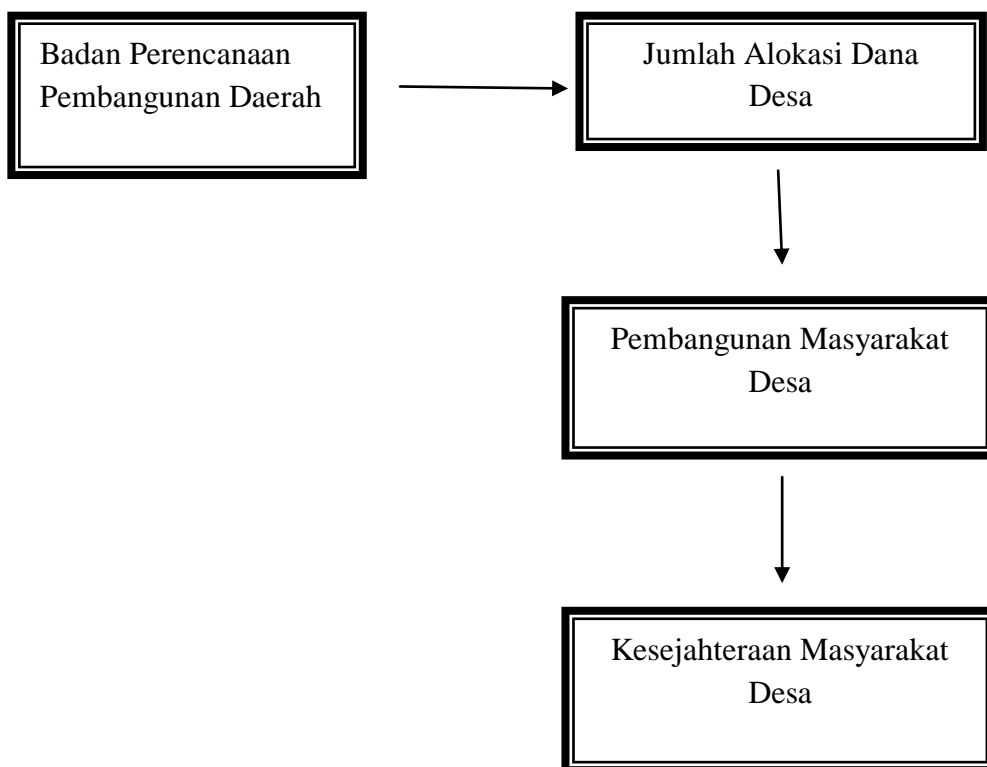 Badan Perencanaan
Pembangunan Daerah
Jumlah Alokasi Dana
Desa
Pembangunan Masyarakat
Desa
Kesejahteraan Masyarakat
Desa